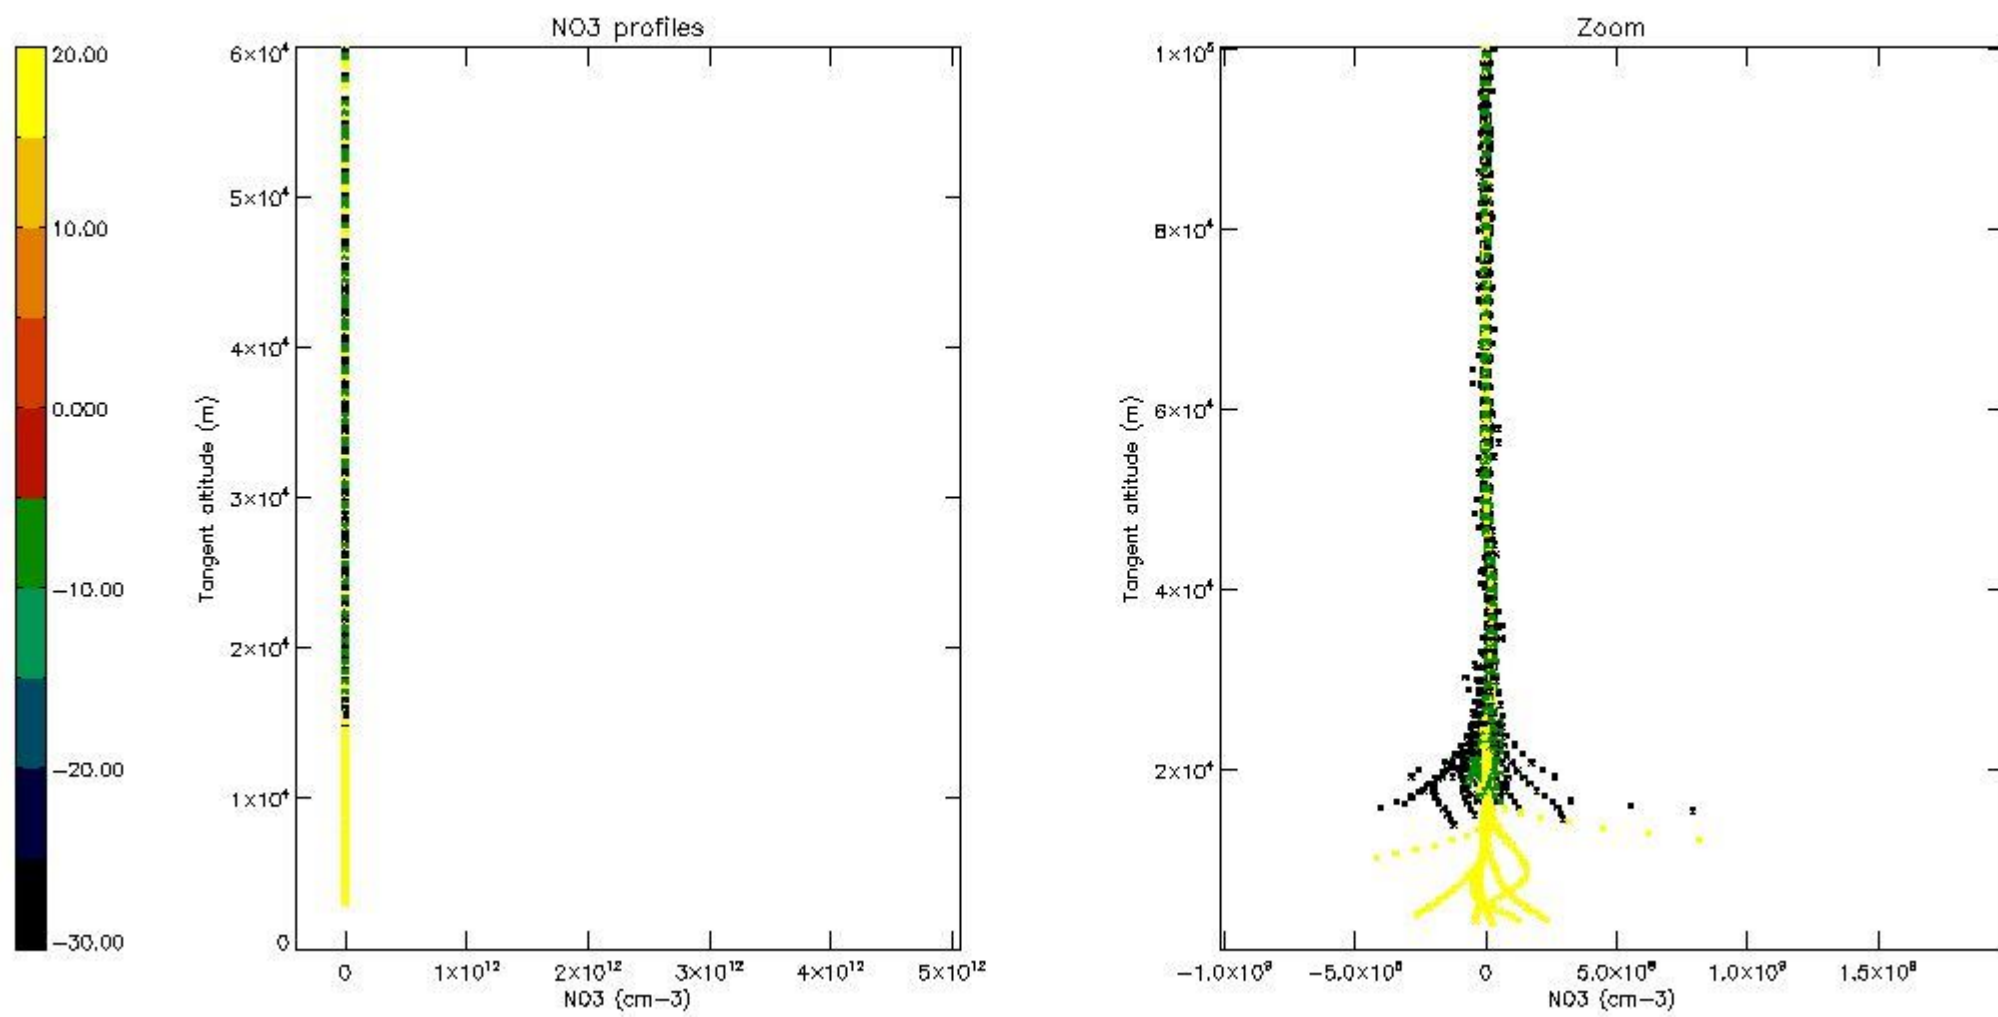 NO3 profiles
Zoom
20.00
10.00
0.000
−10.00
−20.00
−30.00
6×10⁴
5×10⁴
4×10⁴
3×10⁴
2×10⁴
1×10⁴
0
Tangent altitude (m)
0 1×10¹² 2×10¹² 3×10¹² 4×10¹² 5×10¹²
NO3 (cm−3)
1×10⁵
8×10⁴
6×10⁴
4×10⁴
2×10⁴
Tangent altitude (m)
−1.0×10⁹ −5.0×10⁸ 0 5.0×10⁸ 1.0×10⁹ 1.5×10⁹
NO3 (cm−3)